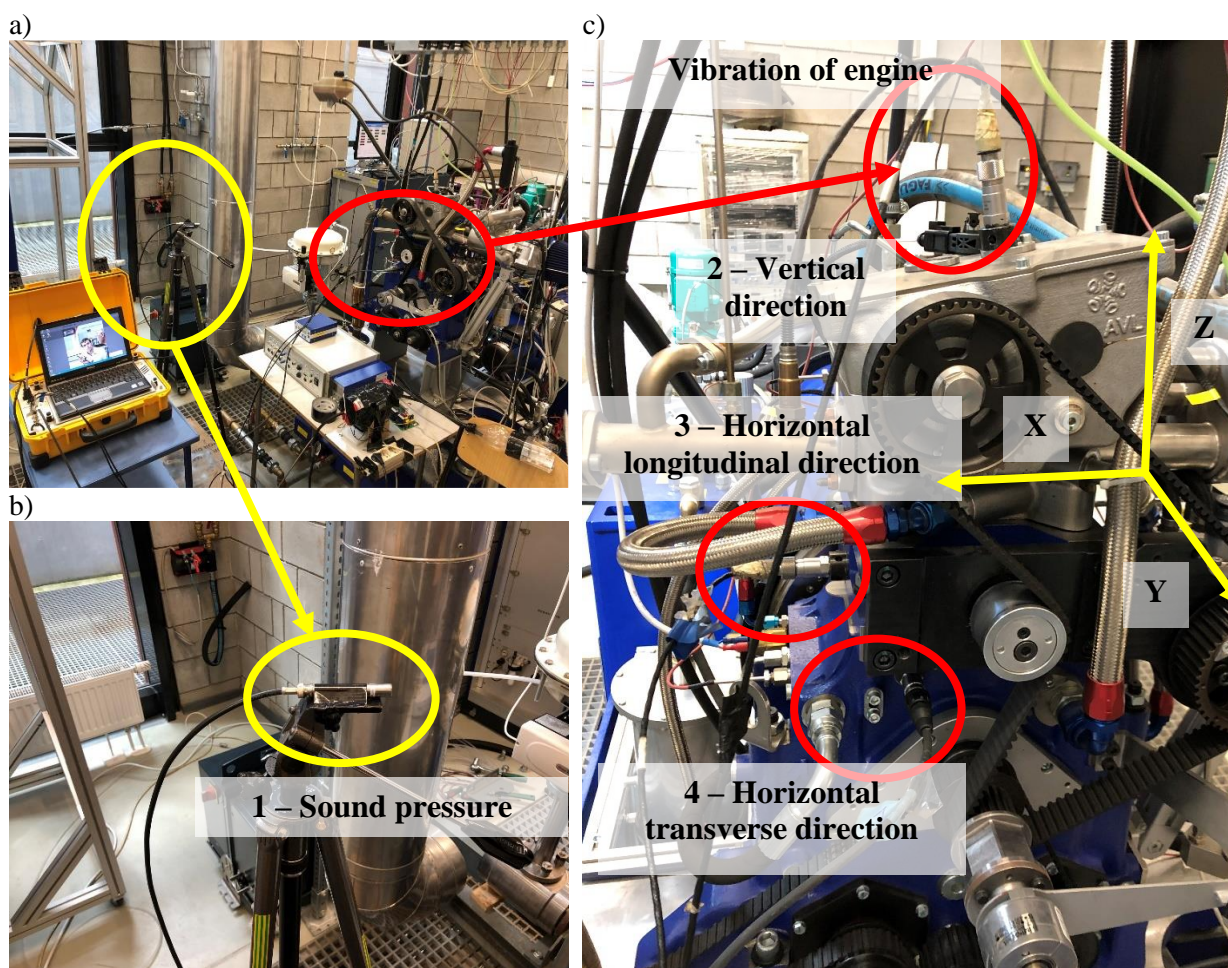 a)
b)
1 – Sound pressure
c)
Vibration of engine
2 – Vertical
direction
3 – Horizontal
longitudinal direction
4 – Horizontal
transverse direction
X
Y
Z
AVL